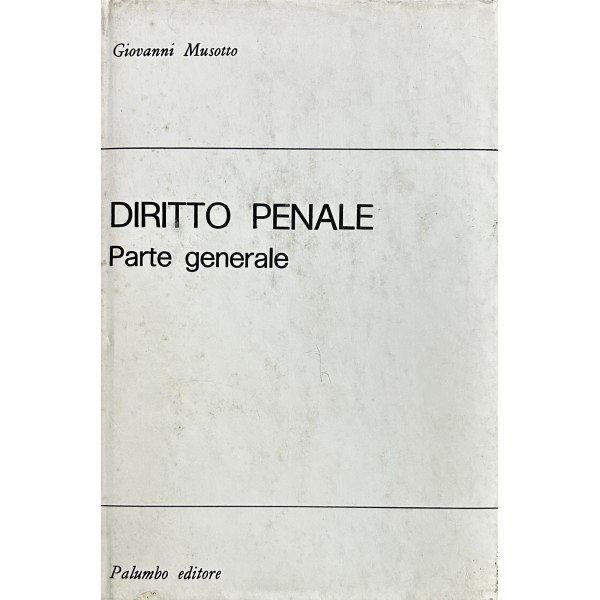 Giovanni Musotto
DIRITTO PENALE
Parte generale
Palumbo editore